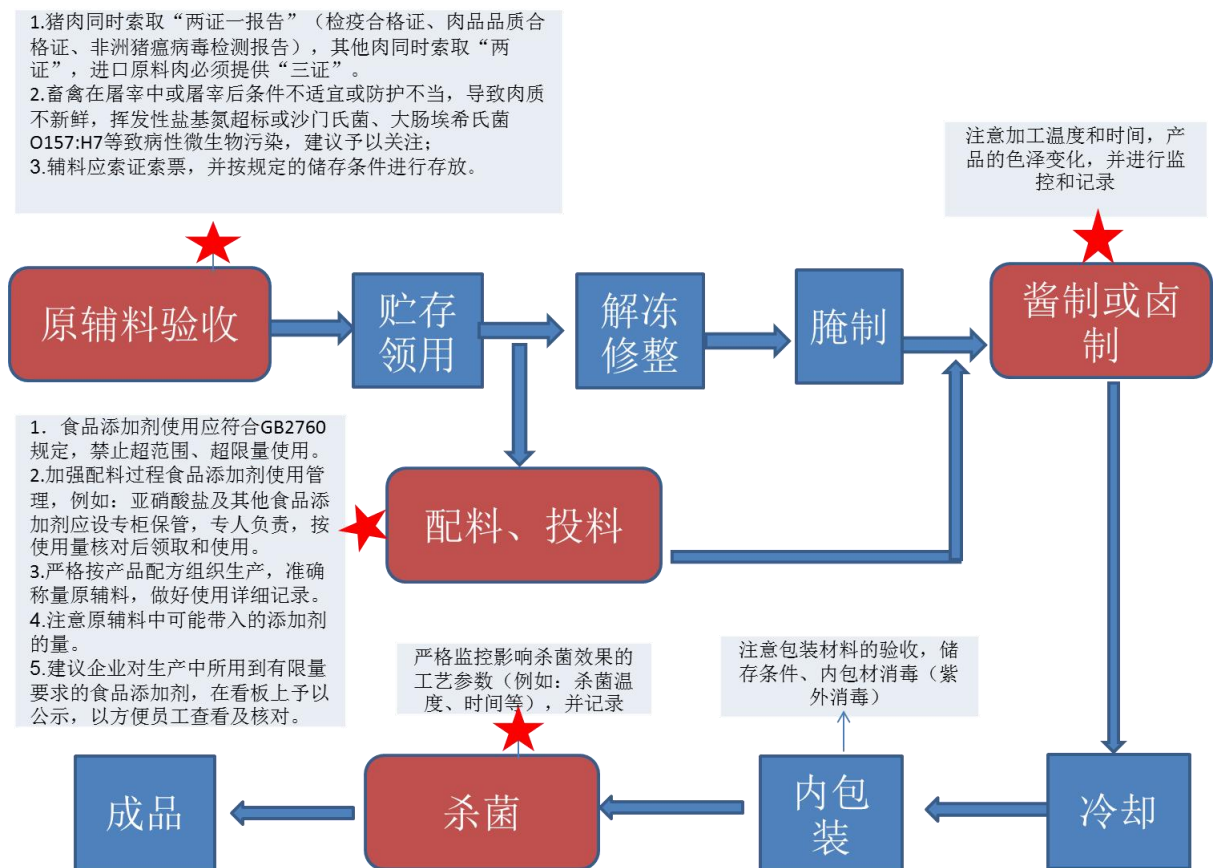 1.猪肉同时索取“两证一报告”（检疫合格证、肉品品质合
格证、非洲猪瘟病毒检测报告），其他肉同时索取“两
证”，进口原料肉必须提供“三证”。
2.畜禽在屠宰中或屠宰后条件不适宜或防护不当，导致肉质
不新鲜，挥发性盐基氮超标或沙门氏菌、大肠埃希氏菌
O157:H7等致病性微生物污染，建议予以关注；
3.辅料应索证索票，并按规定的储存条件进行存放。
注意加工温度和时间，产
品的色泽变化，并进行监
控和记录
原辅料验收
贮存
领用
解冻
修整
腌制
酱制或卤
制
1. 食品添加剂使用应符合GB2760
规定，禁止超范围、超限量使用。
2.加强配料过程食品添加剂使用管
理，例如：亚硝酸盐及其他食品添
加剂应设专柜保管，专人负责，按
使用量核对后领取和使用。
3.严格按产品配方组织生产，准确
称量原辅料，做好使用详细记录。
4.注意原辅料中可能带入的添加剂
的量。
5.建议企业对生产中所用到有限量
要求的食品添加剂，在看板上予以
公示，以方便员工查看及核对。
配料、投料
严格监控影响杀菌效果的
工艺参数（例如：杀菌温
度、时间等），并记录
注意包装材料的验收，储
存条件、内包材消毒（紫
外消毒）
成品
杀菌
内包
装
冷却